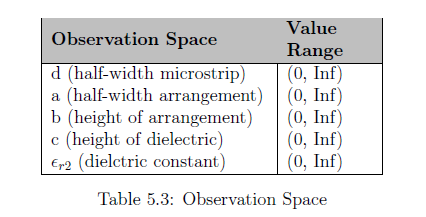 Observation Space Value Range
d (half-width microstrip) (0, Inf)
a (half-width arrangement) (0, Inf)
b (height of arrangement) (0, Inf)
c (height of dielectric) (0, Inf)
ϵr2 (dielctric constant) (0, Inf)
Table 5.3: Observation Space